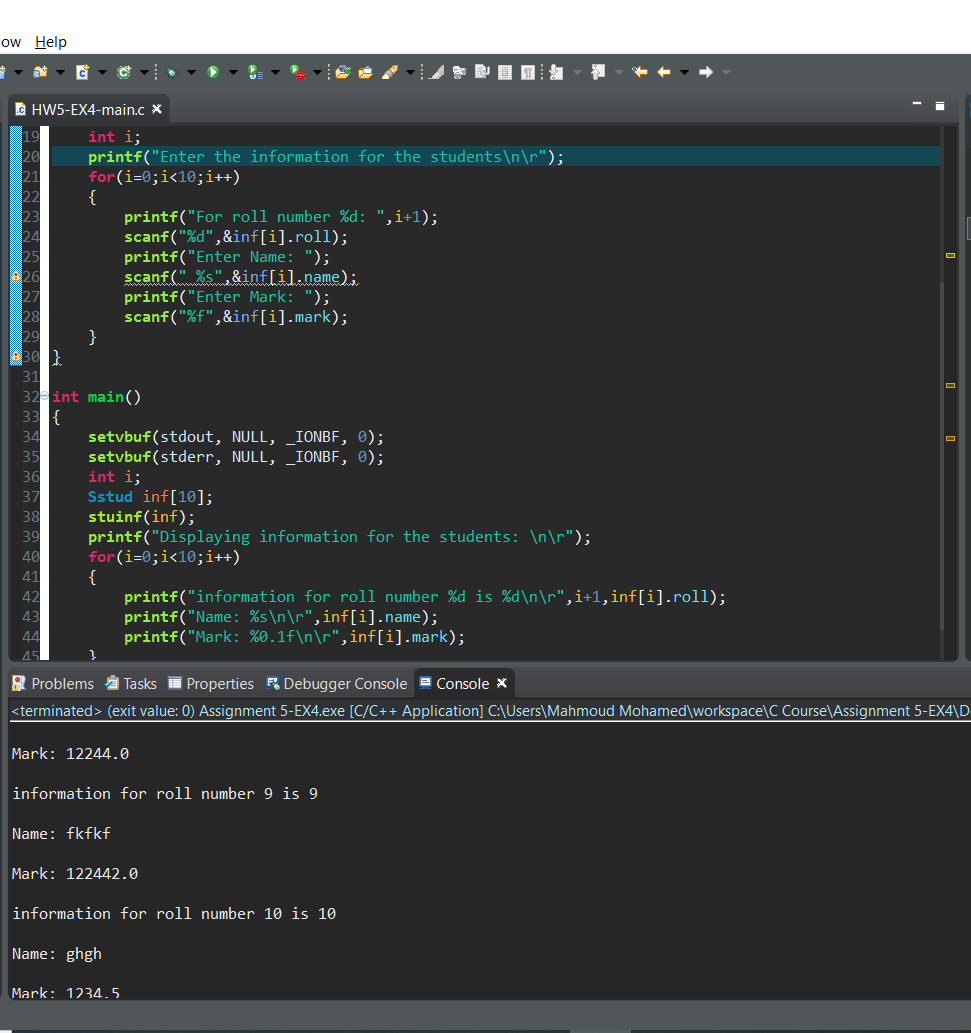 ow Help
HW5-EX4-main.c
19 int i;
20 printf("Enter the information for the students\n\r");
21 for(i=0;i<10;i++)
22 {
23 printf("For roll number %d: ",i+1);
24 scanf("%d",&inf[i].roll);
25 printf("Enter Name: ");
26 scanf(" %s",&inf[i].name);
27 printf("Enter Mark: ");
28 scanf("%f",&inf[i].mark);
29 }
30 }
31
32 int main()
33 {
34 setvbuf(stdout, NULL, _IONBF, 0);
35 setvbuf(stderr, NULL, _IONBF, 0);
36 int i;
37 Sstud inf[10];
38 stuinf(inf);
39 printf("Displaying information for the students: \n\r");
40 for(i=0;i<10;i++)
41 {
42 printf("information for roll number %d is %d\n\r",i+1,inf[i].roll);
43 printf("Name: %s\n\r",inf[i].name);
44 printf("Mark: %0.1f\n\r",inf[i].mark);
45 }
Problems Tasks Properties Debugger Console Console
<terminated> (exit value: 0) Assignment 5-EX4.exe [C/C++ Application] C:\Users\Mahmoud Mohamed\workspace\C Course\Assignment 5-EX4\D
Mark: 12244.0
information for roll number 9 is 9
Name: fkfkf
Mark: 122442.0
information for roll number 10 is 10
Name: ghgh
Mark: 1234.5